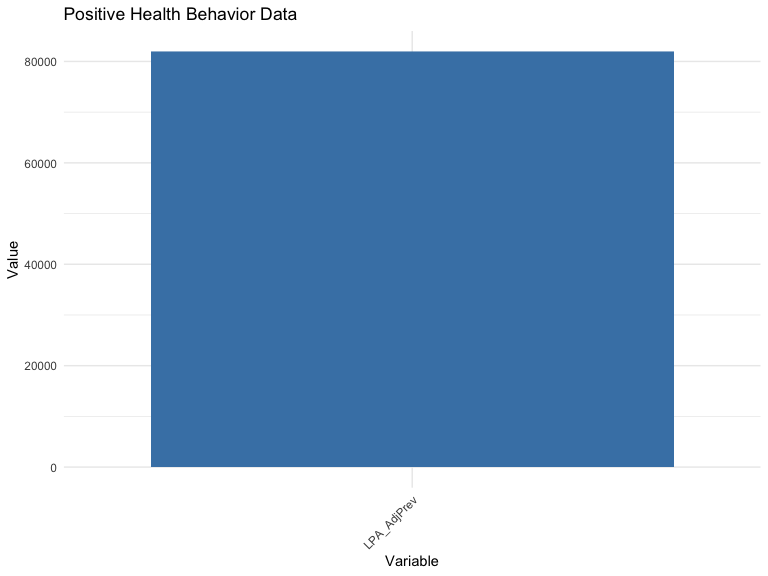 Positive Health Behavior Data
80000
60000
40000
20000
0
Value
LPA_AdjPrev
Variable